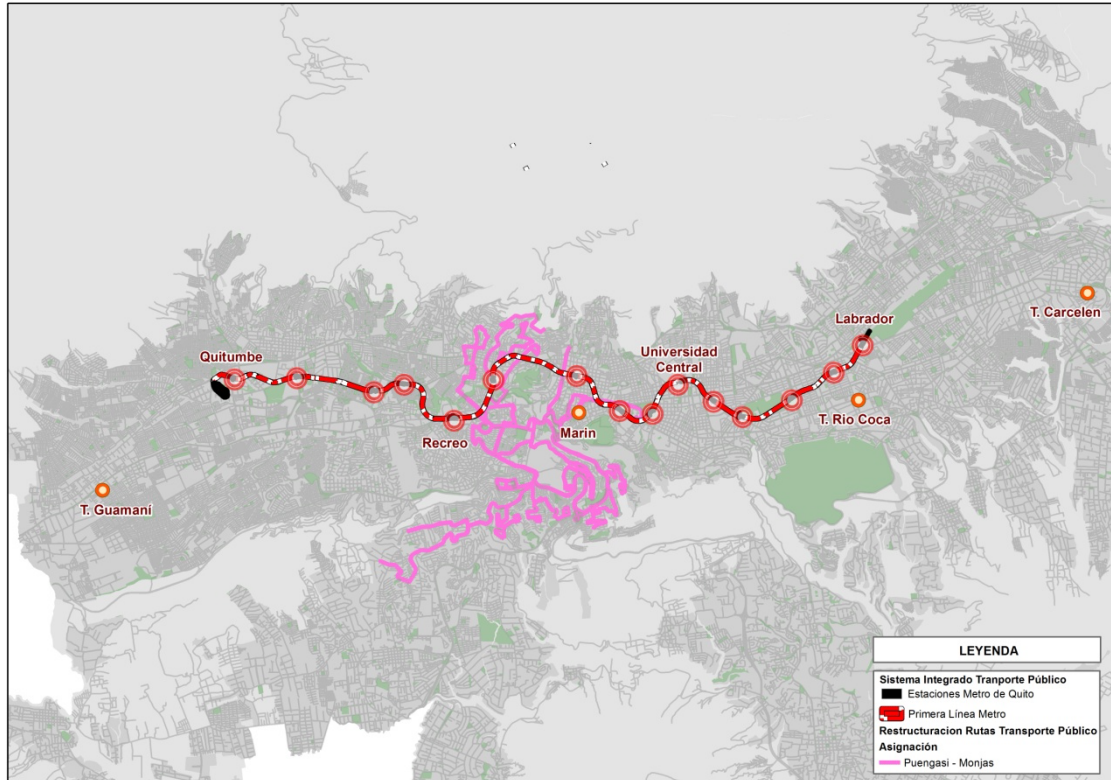 T. Carcelen
Labrador
Quitumbe
Universidad
Central
T. Rio Coca
Marin
Recreo
T. Guamaní
LEYENDA
Sistema Integrado Tranporte Público
Estaciones Metro de Quito
Primera Línea Metro
Restructuracion Rutas Transporte Público
Asignación
Puengasi - Monjas